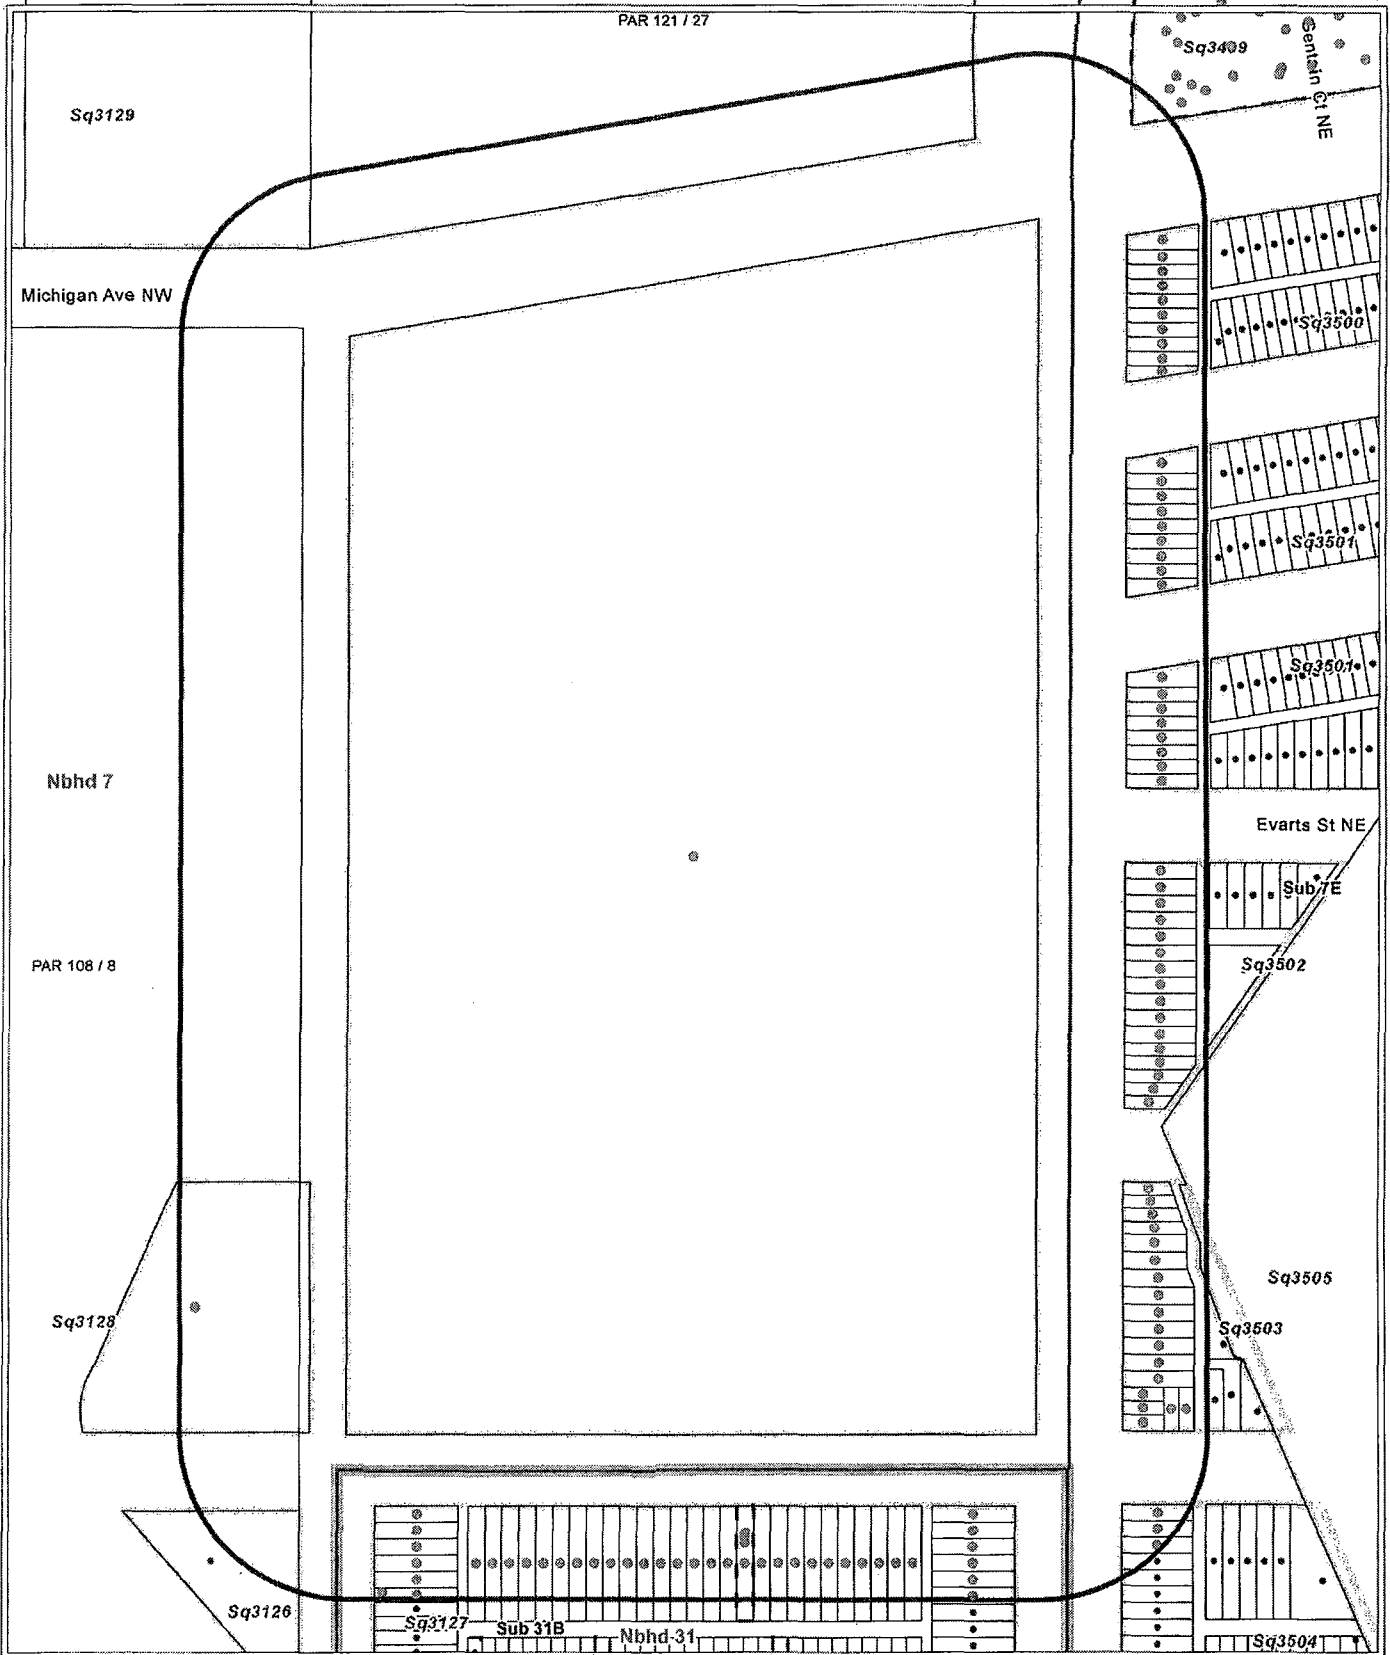 PAR 121 / 27
Sq3409
Sentain Ct NE
Sq3129
Michigan Ave NW
Sq3500
Sq3501
Sq3501
Nbhd 7
Evarts St NE
Sub 7E
PAR 108 / 8
Sq3502
Sq3505
Sq3128
Sq3503
Sq3126
Sq3127
Sub 31B
Nbhd 31
Sq3504